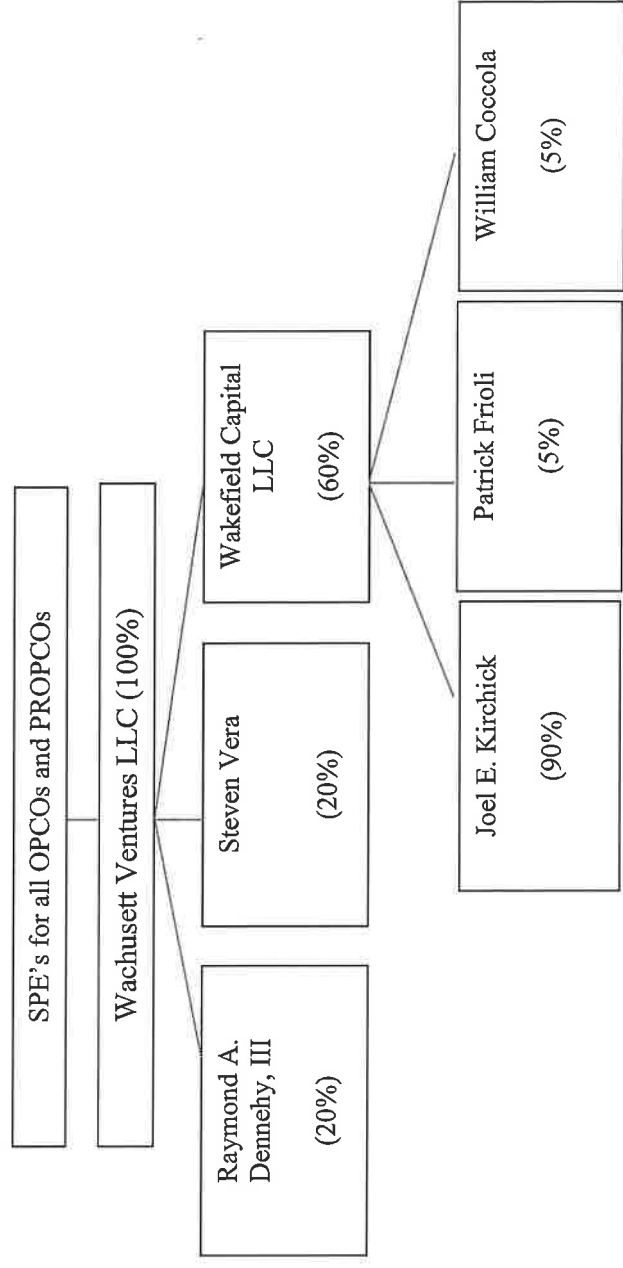 SPE's for all OPCOs and PROPCOs
Wachusett Ventures LLC (100%)
Raymond A.
Dennehy, III
(20%)
Steven Vera
(20%)
Wakefield Capital
LLC
(60%)
Joel E. Kirchick
(90%)
Patrick Frioli
(5%)
William Coccola
(5%)